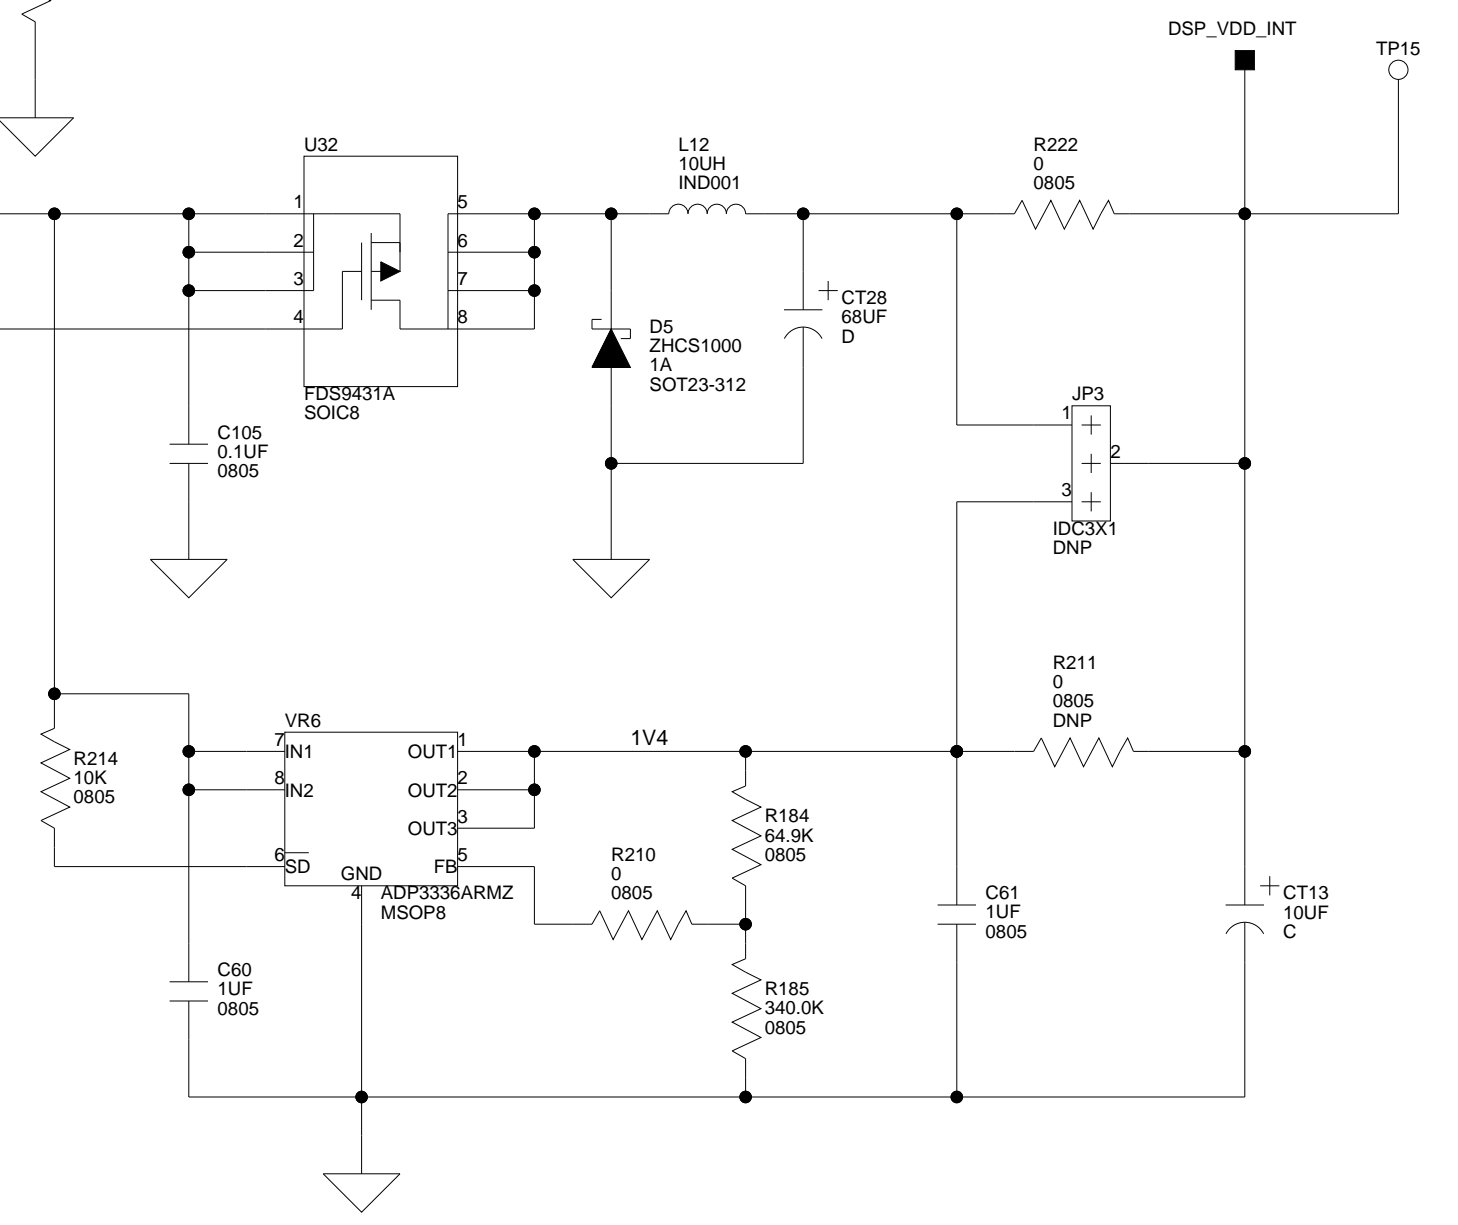 DSP_VDD_INT
TP15
U32
L12
10UH
IND001
R222
0
0805
1
2
3
4
5
6
7
8
FDS9431A
SOIC8
D5
ZHCS1000
1A
SOT23-312
CT28
68UF
D
C105
0.1UF
0805
JP3
1
2
3
IDC3X1
DNP
R211
0
0805
DNP
R214
10K
0805
VR6
7
IN1
8
IN2
6
SD
OUT1
1
OUT2
2
OUT3
3
FB
5
GND
4
ADP3336ARMZ
MSOP8
1V4
R184
64.9K
0805
R210
0
0805
R185
340.0K
0805
C61
1UF
0805
CT13
10UF
C
C60
1UF
0805